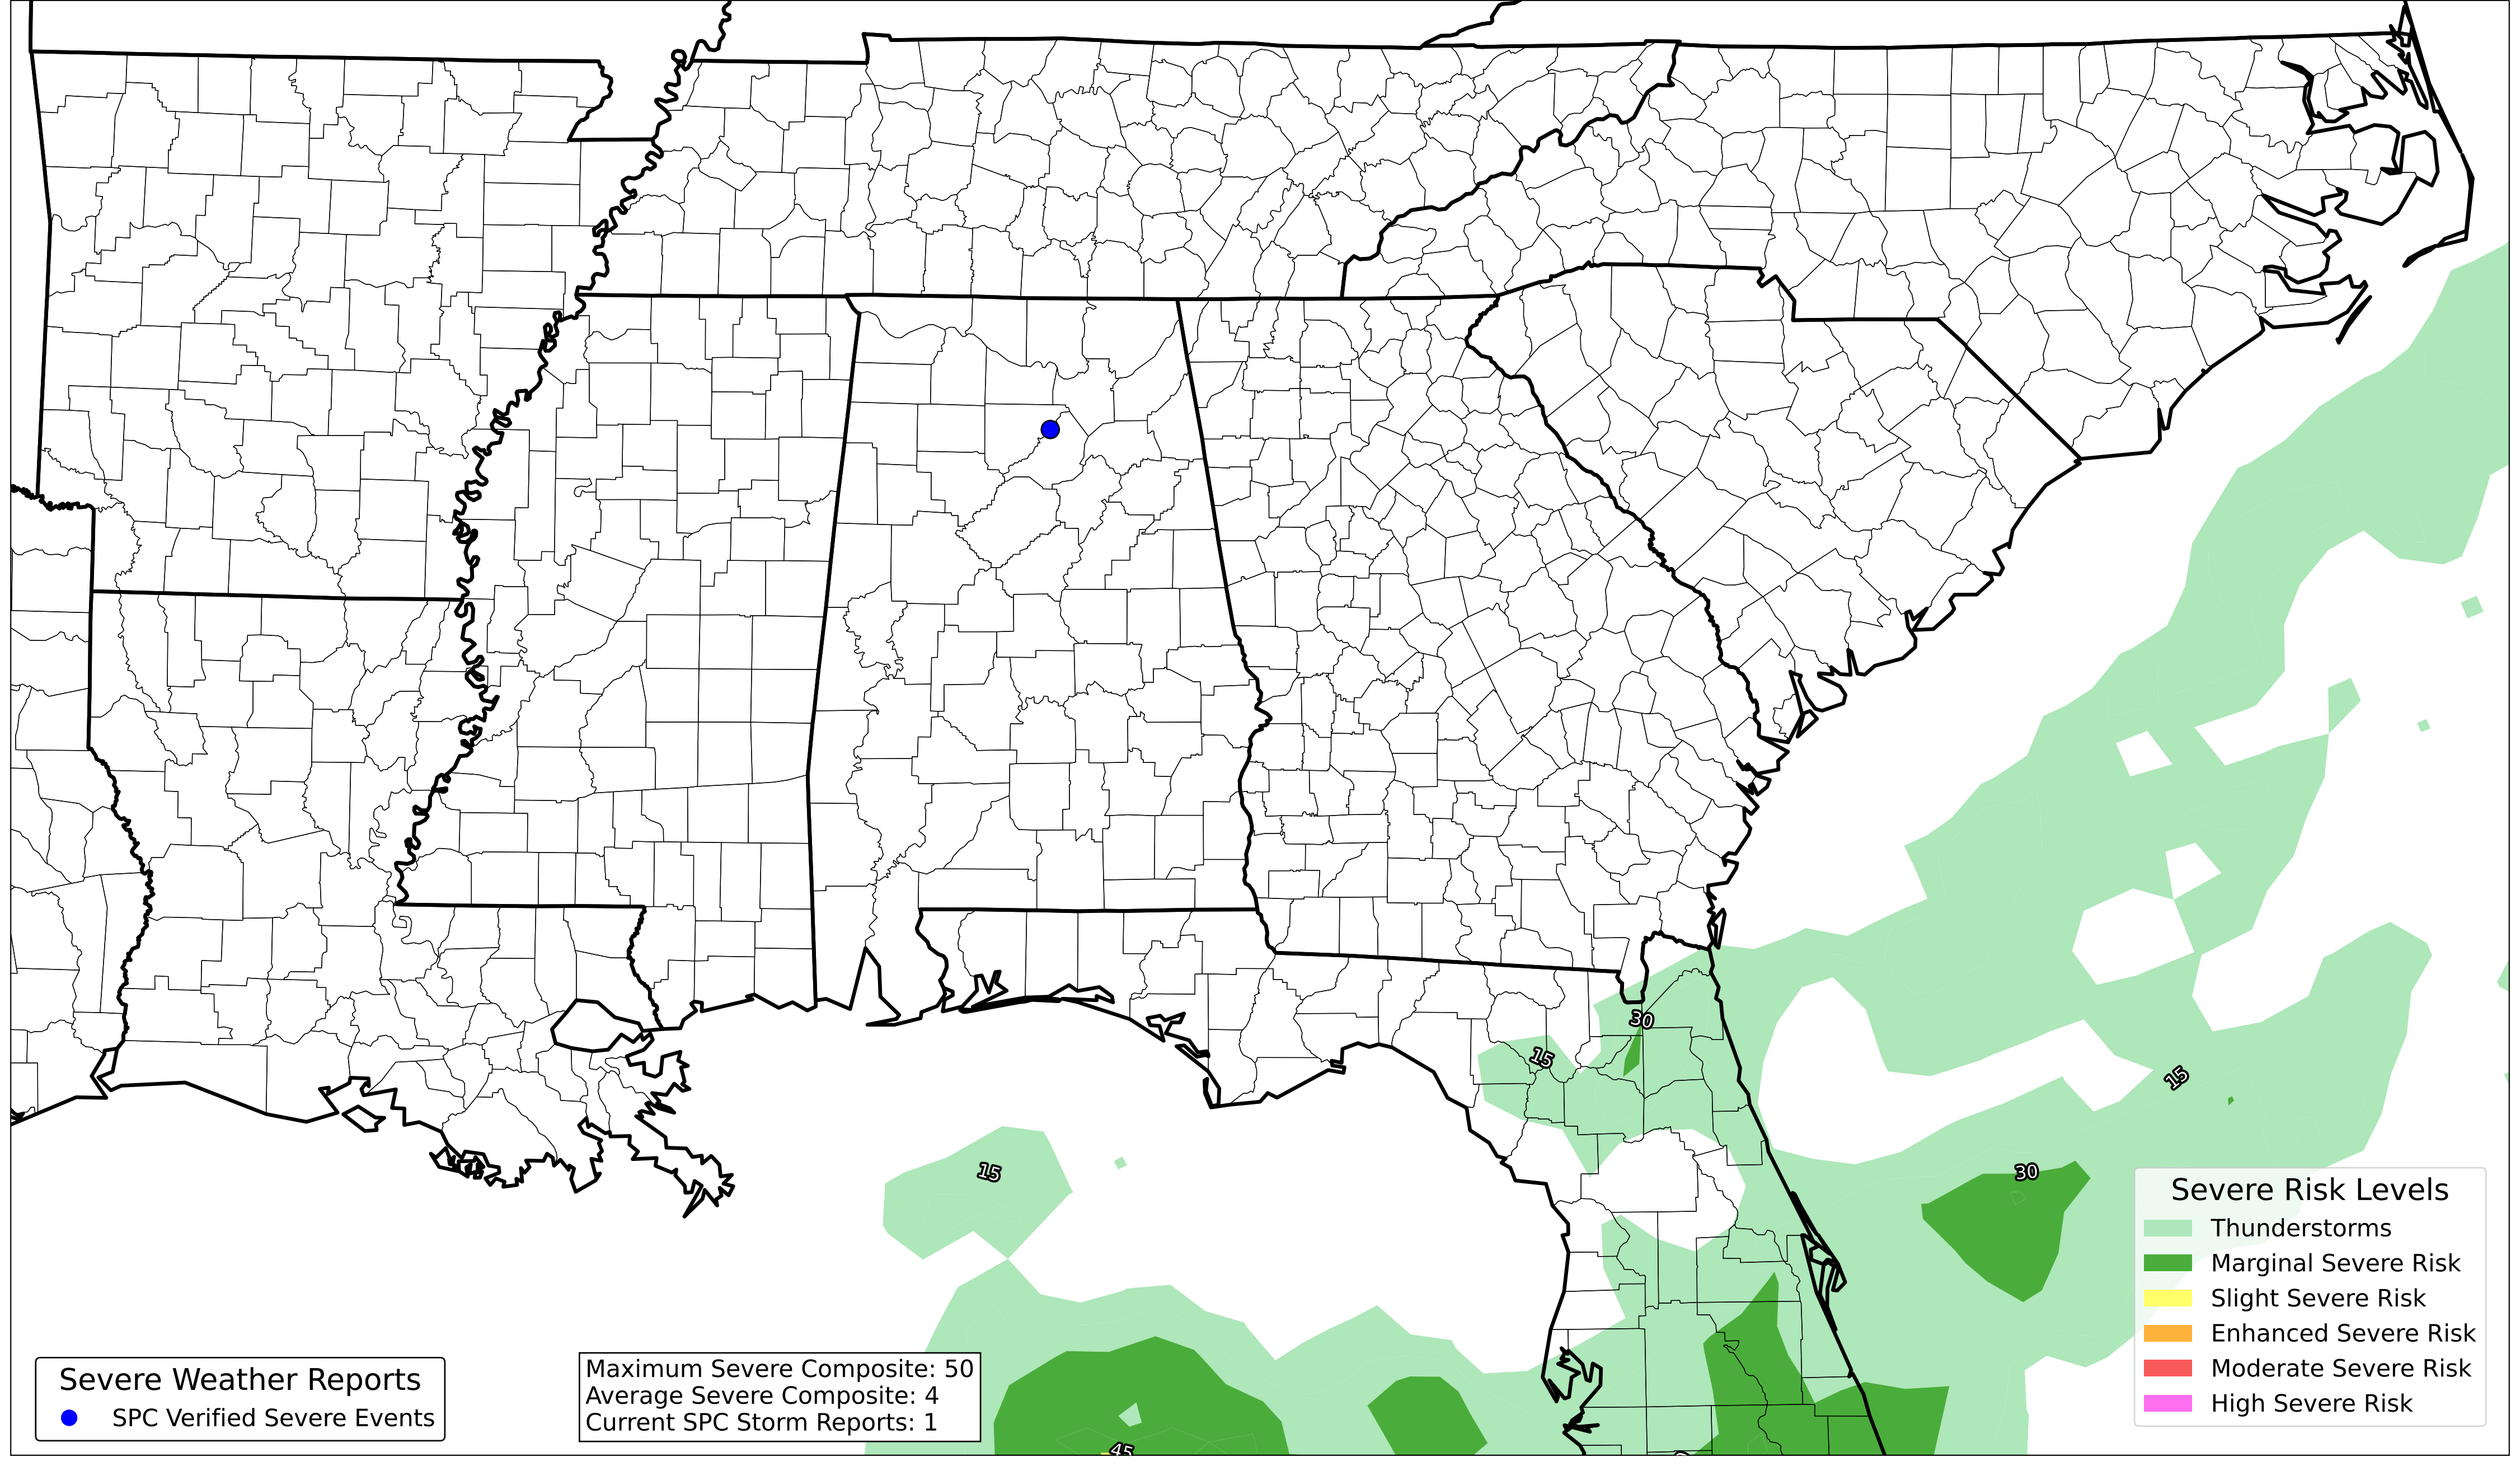 30
15
15
15
30
45
Severe Risk Levels
Thunderstorms
Marginal Severe Risk
Slight Severe Risk
Enhanced Severe Risk
Moderate Severe Risk
High Severe Risk
Severe Weather Reports
SPC Verified Severe Events
Maximum Severe Composite: 50
Average Severe Composite: 4
Current SPC Storm Reports: 1